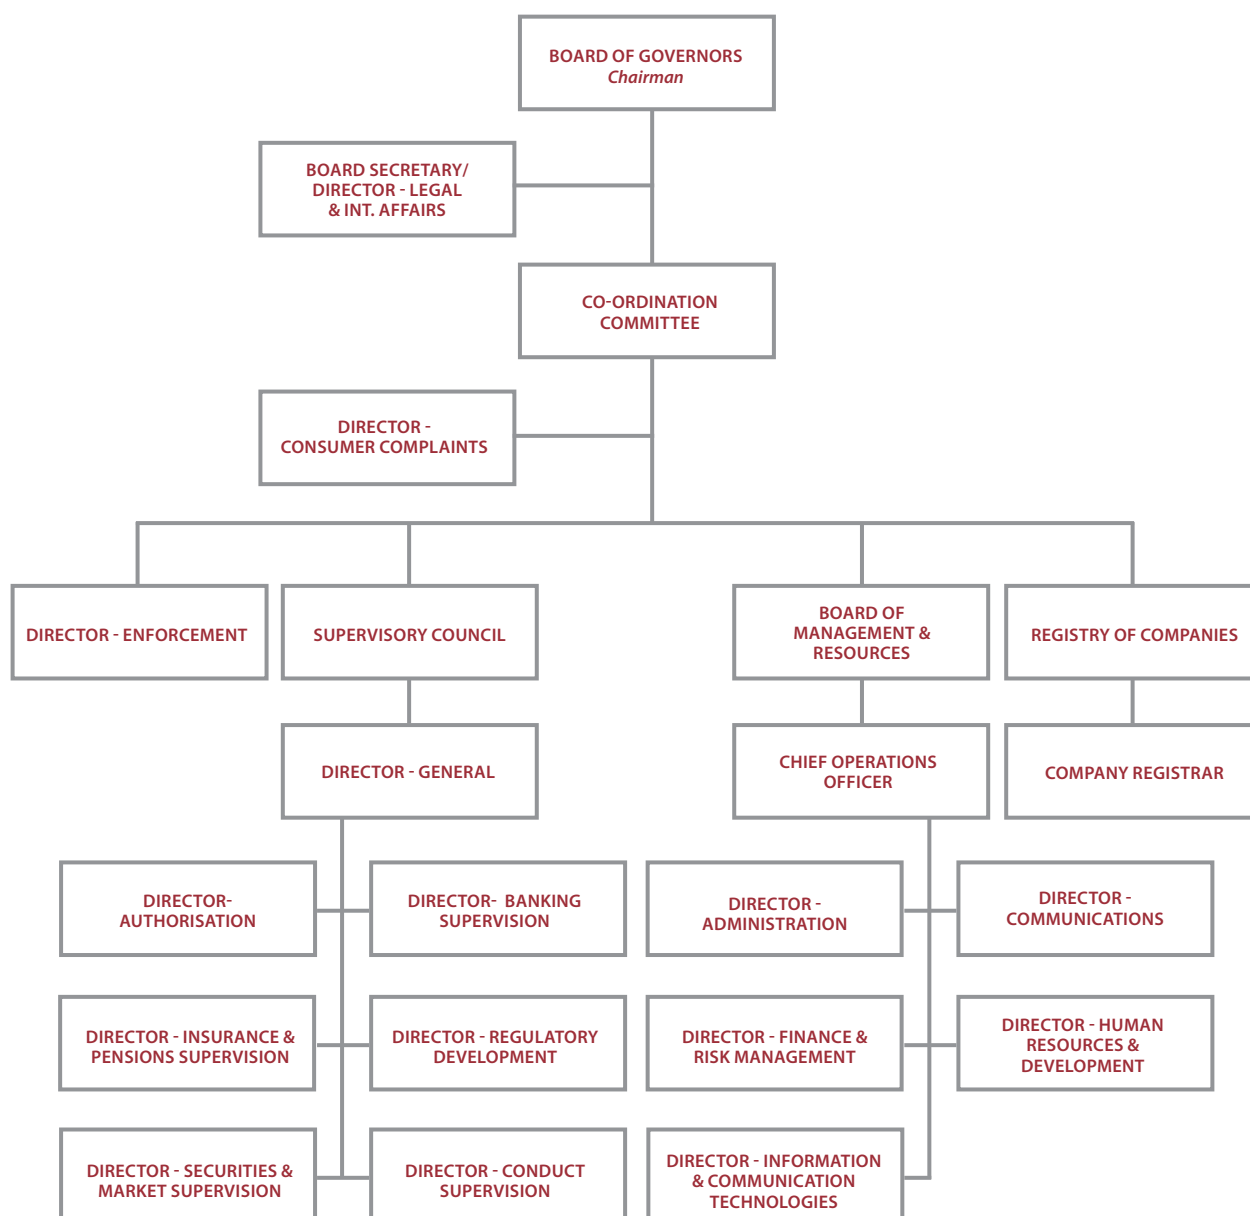 BOARD OF GOVERNORS
Chairman
BOARD SECRETARY/
DIRECTOR - LEGAL
& INT. AFFAIRS
CO-ORDINATION
COMMITTEE
DIRECTOR -
CONSUMER COMPLAINTS
DIRECTOR - ENFORCEMENT
SUPERVISORY COUNCIL
BOARD OF
MANAGEMENT &
RESOURCES
REGISTRY OF COMPANIES
DIRECTOR - GENERAL
CHIEF OPERATIONS
OFFICER
COMPANY REGISTRAR
DIRECTOR-
AUTHORISATION
DIRECTOR- BANKING
SUPERVISION
DIRECTOR -
ADMINISTRATION
DIRECTOR -
COMMUNICATIONS
DIRECTOR - INSURANCE &
PENSIONS SUPERVISION
DIRECTOR - REGULATORY
DEVELOPMENT
DIRECTOR - FINANCE &
RISK MANAGEMENT
DIRECTOR - HUMAN
RESOURCES &
DEVELOPMENT
DIRECTOR - SECURITIES &
MARKET SUPERVISION
DIRECTOR - CONDUCT
SUPERVISION
DIRECTOR - INFORMATION
& COMMUNICATION
TECHNOLOGIES